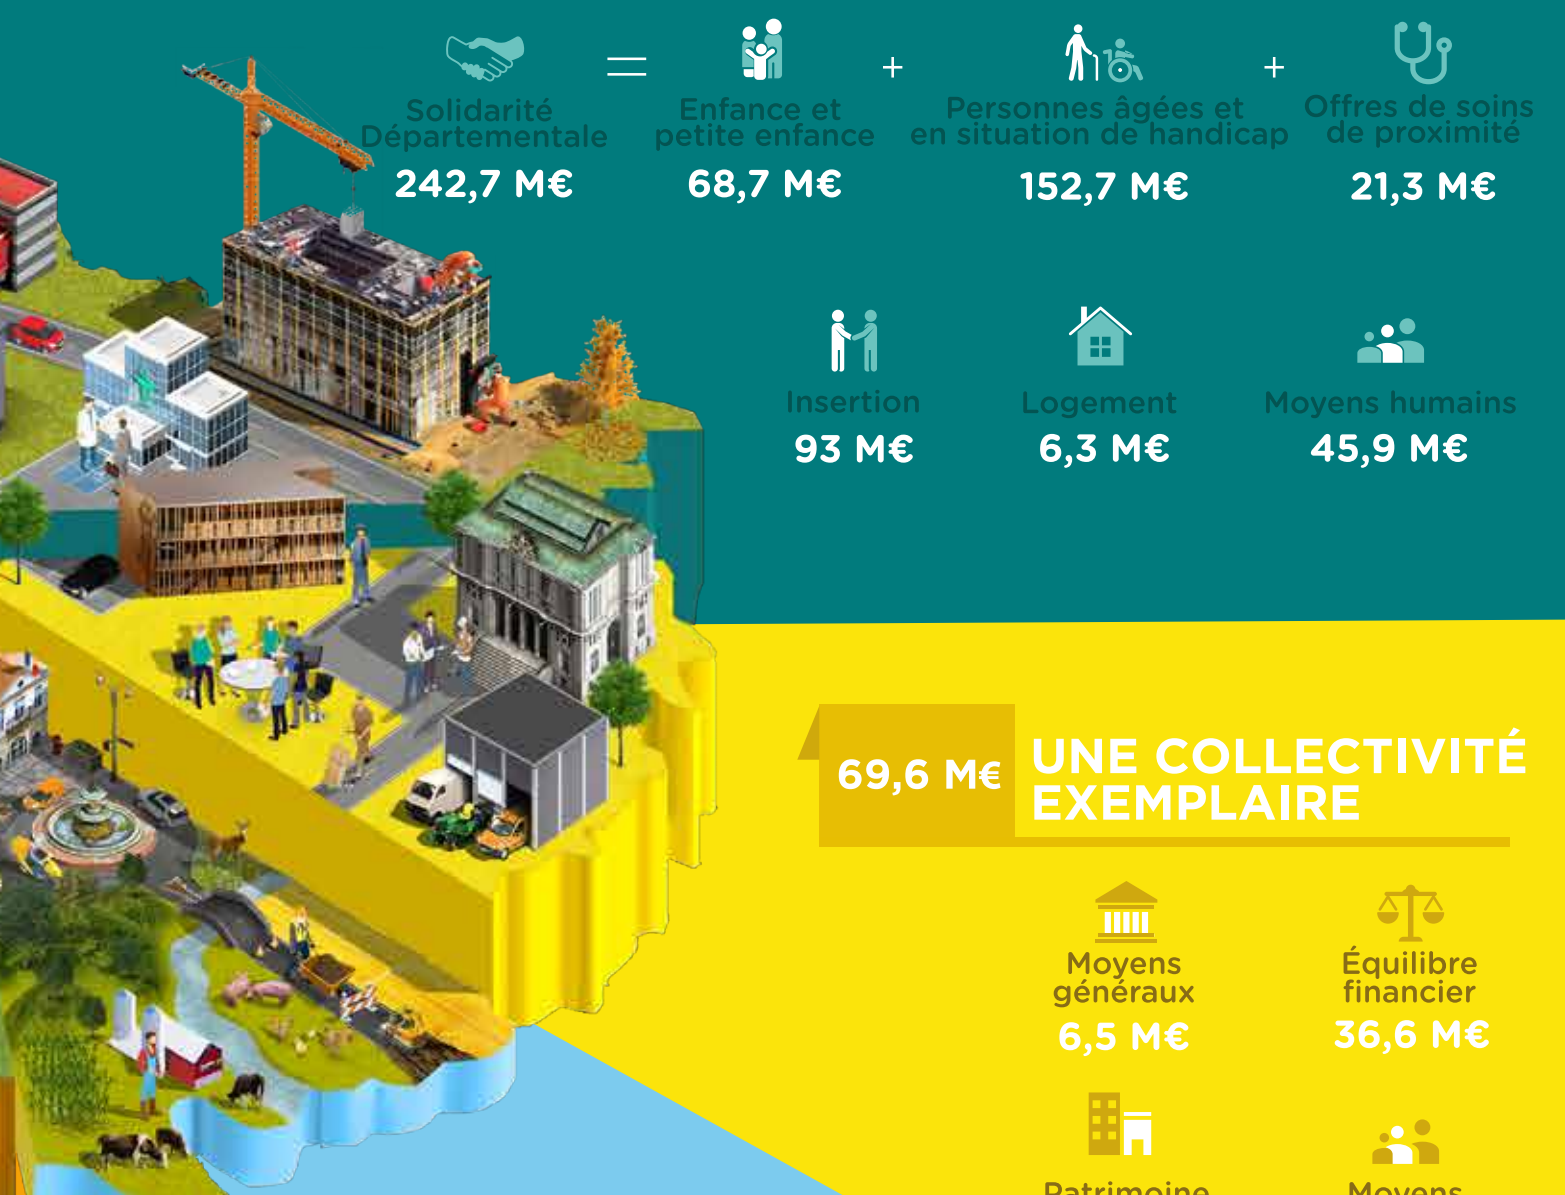 Solidarité
Départementale
242,7 M€
=
Enfance et
petite enfance
68,7 M€
+
Personnes âgées et
en situation de handicap
152,7 M€
+
Offres de soins
de proximité
21,3 M€
Insertion
93 M€
Logement
6,3 M€
Moyens humains
45,9 M€
69,6 M€
UNE COLLECTIVITÉ
EXEMPLAIRE
Moyens
généraux
6,5 M€
Équilibre
financier
36,6 M€
Patrimoine
Moyens